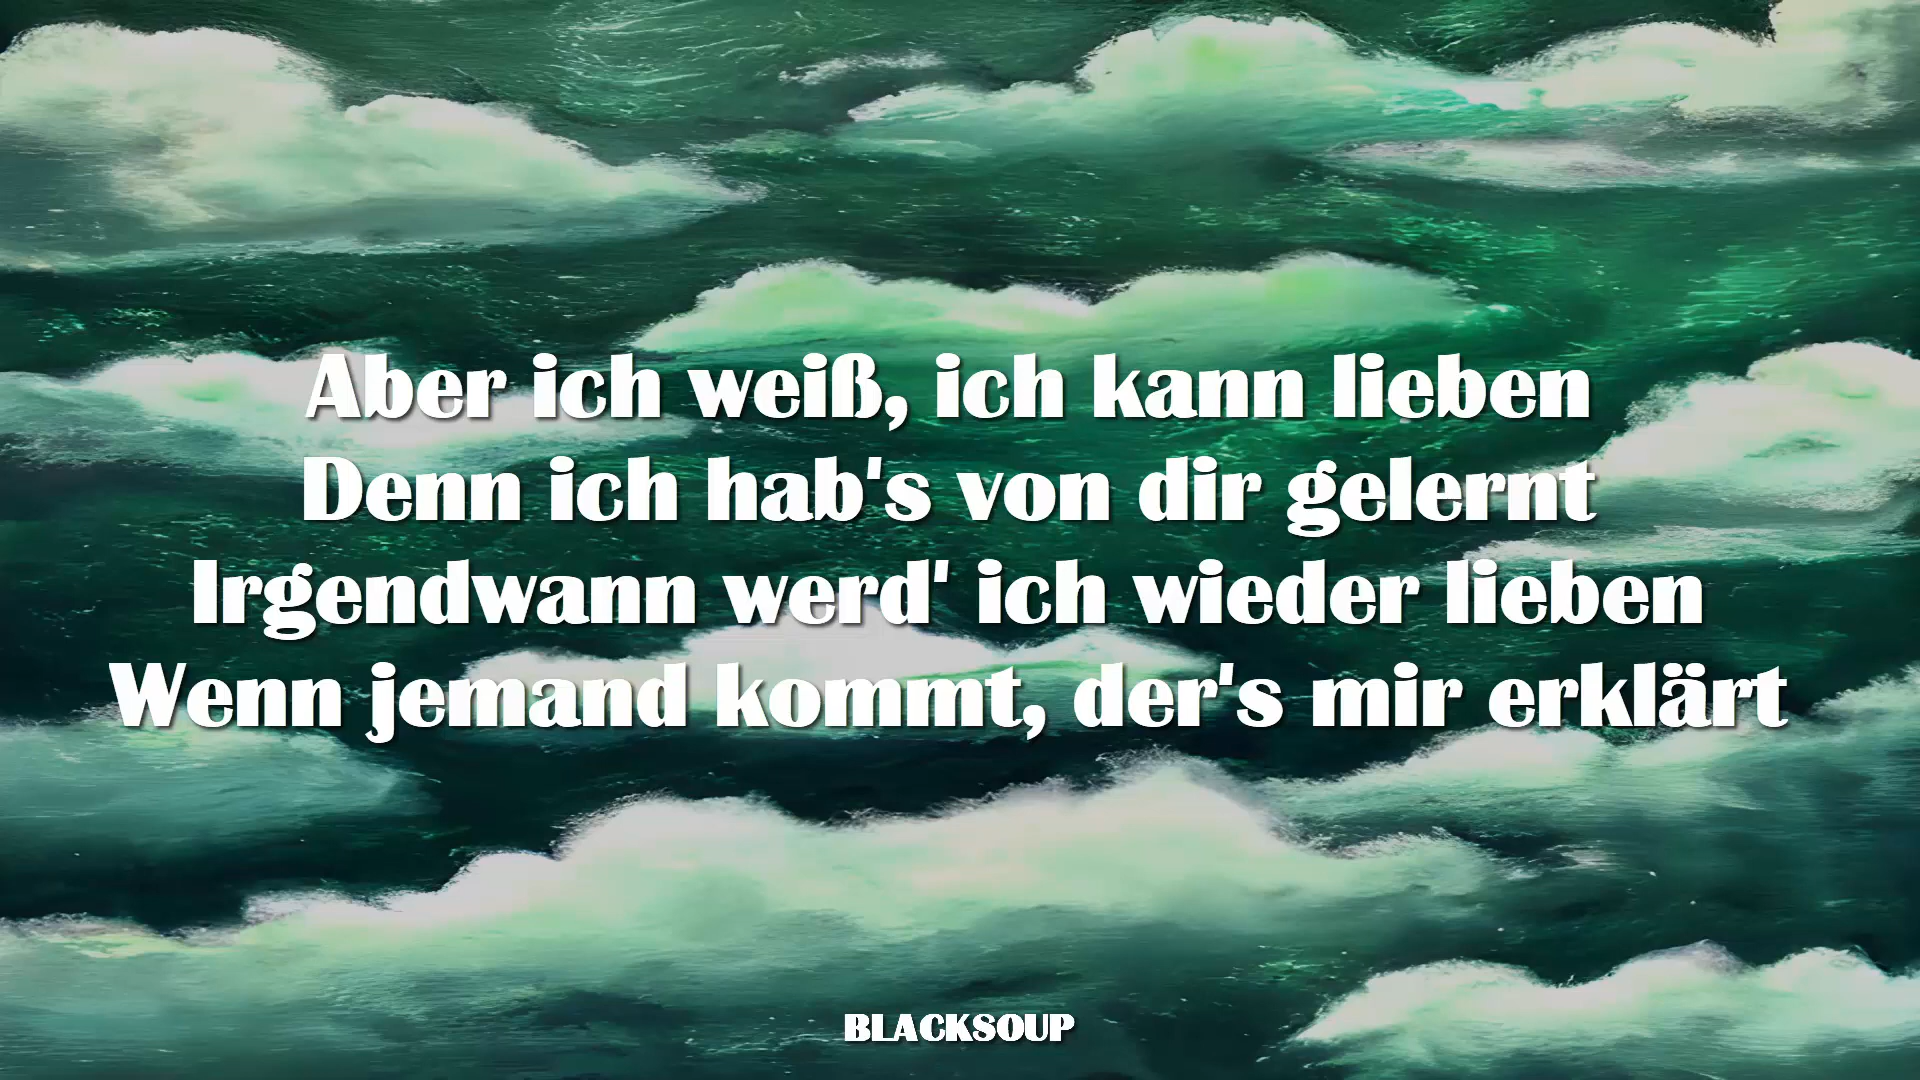 Aber ich weiß, ich kann lieben
Denn ich hab's von dir gelernt
Irgendwann werd' ich wieder lieben
Wenn jemand kommt, der's mir erklärt
BLACKSOUP